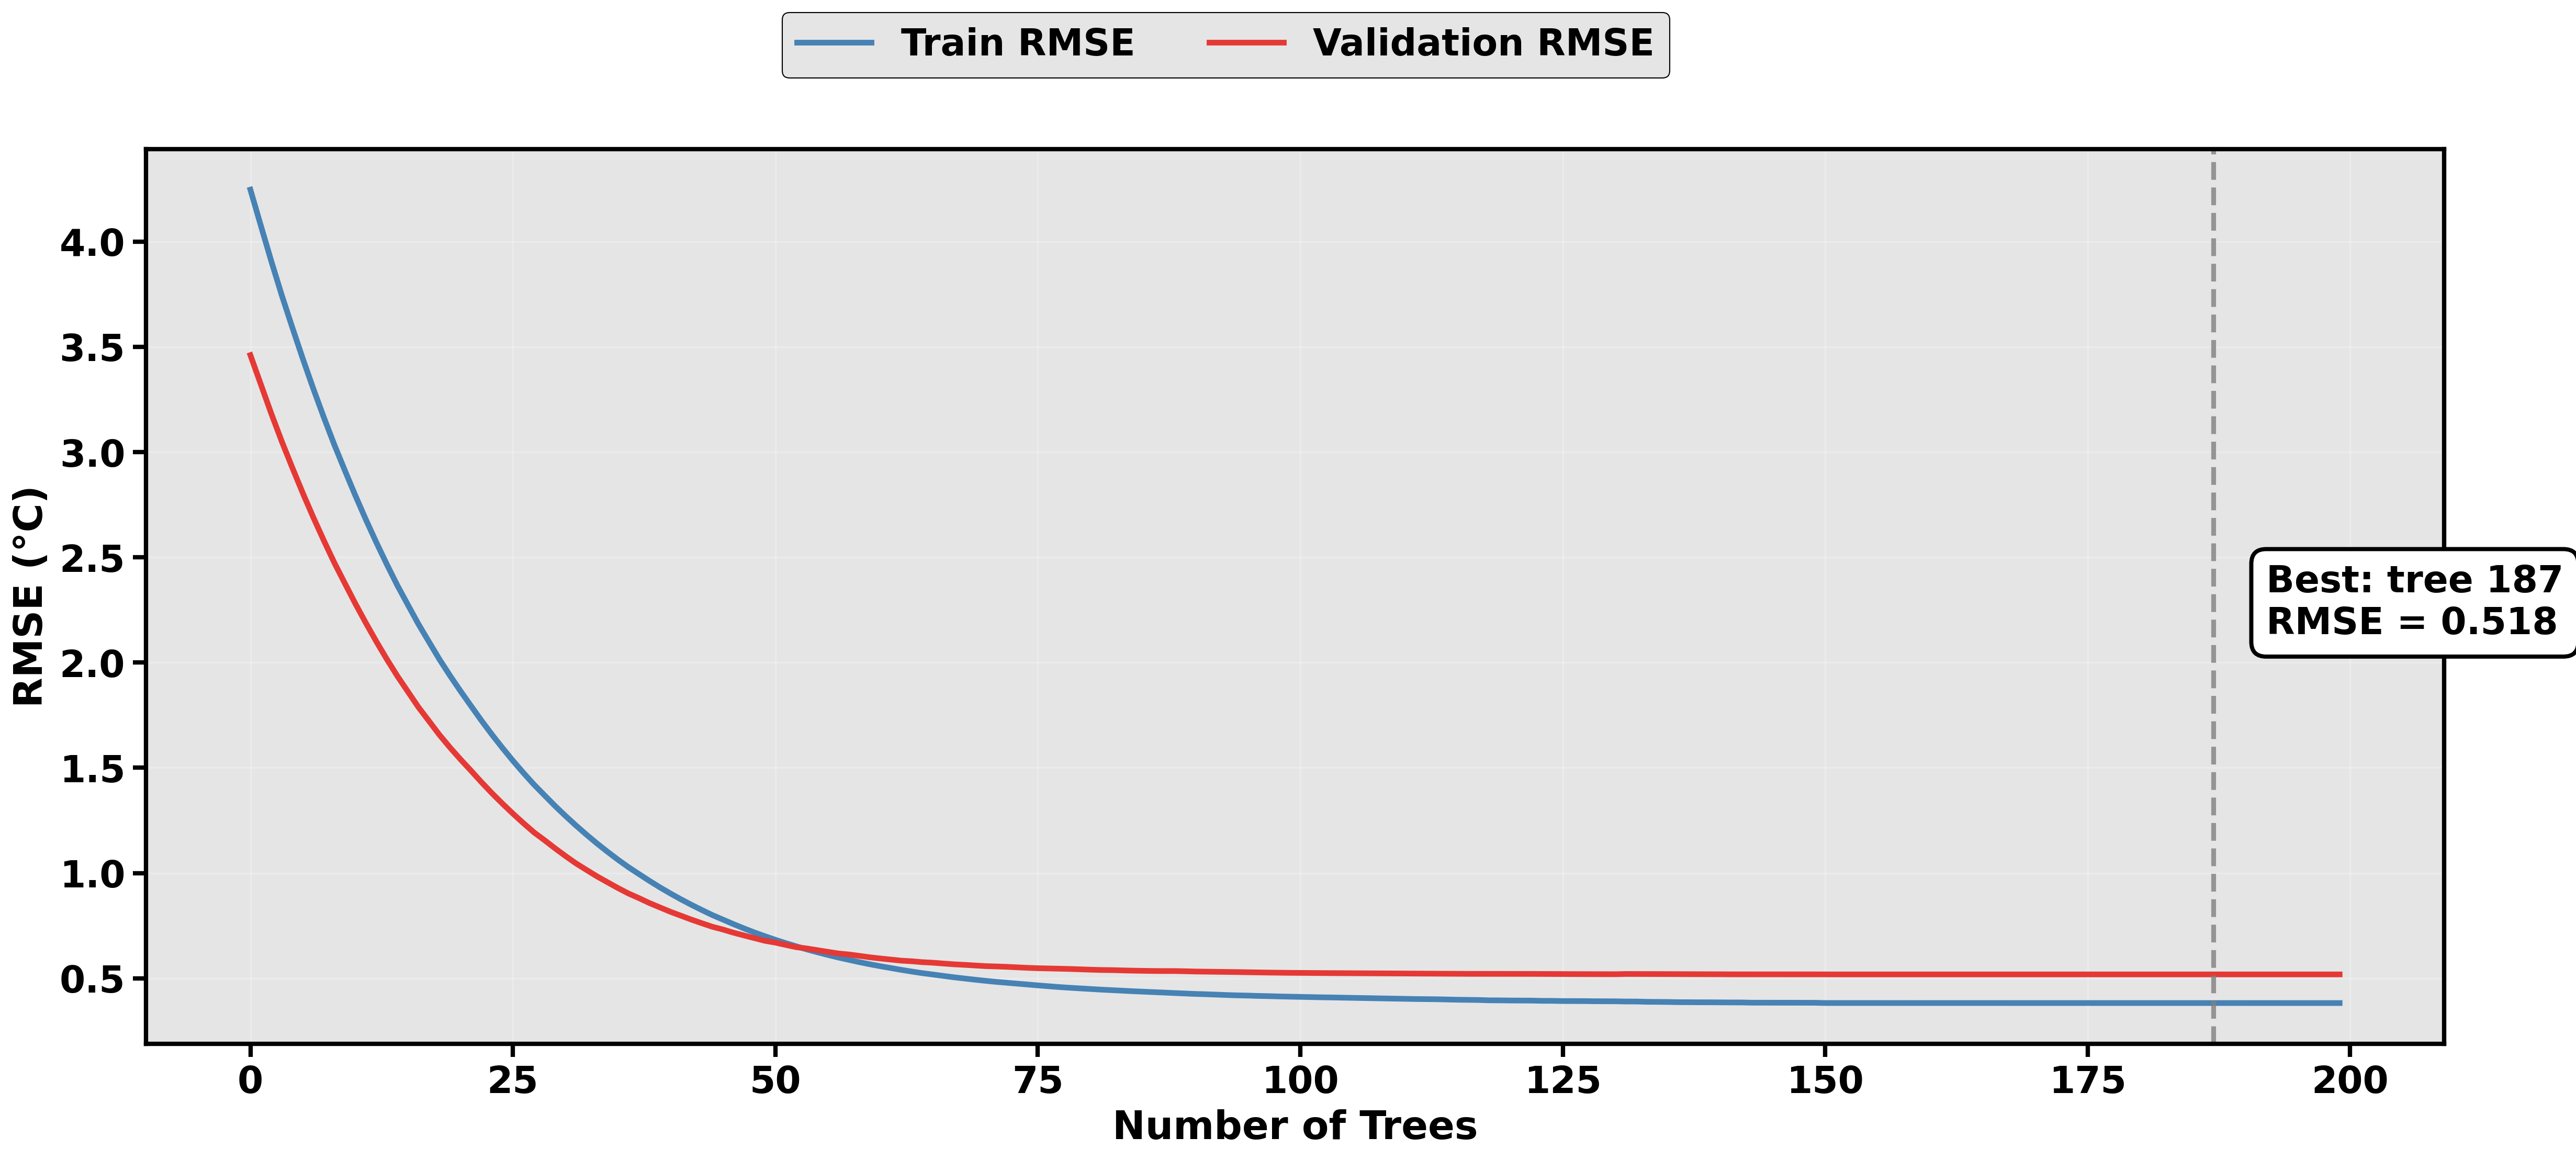 Train RMSE
Validation RMSE
RMSE (°C)
4.0
3.5
3.0
2.5
2.0
1.5
1.0
0.5
Best: tree 187
RMSE = 0.518
0 25 50 75 100 125 150 175 200
Number of Trees